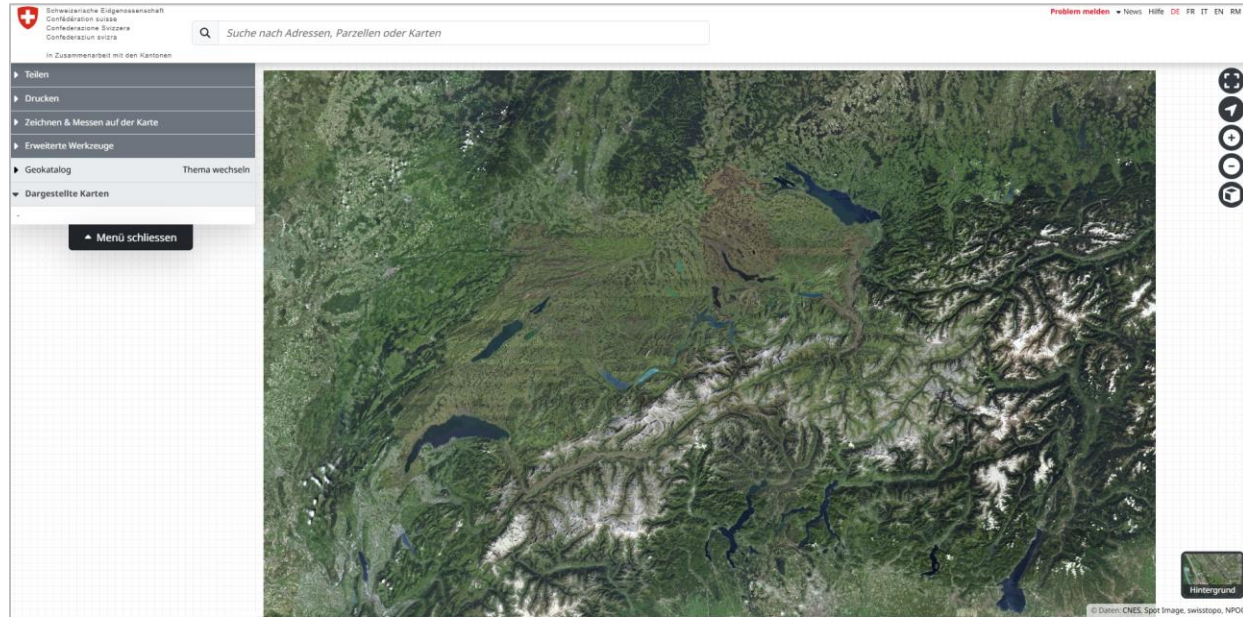 Schweizerische Eidgenossenschaft
Confédération suisse
Confederazione Svizzera
Confederaziun svizra
In Zusammenarbeit mit den Kantonen
Suche nach Adressen, Parzellen oder Karten
Problem melden News Hilfe DE FR IT EN RM
Teilen
Drucken
Zeichnen & Messen auf der Karte
Erweiterte Werkzeuge
Geokatalog Thema wechseln
Dargestellte Karten
-
Menü schliessen
Hintergrund
© Daten: CNES, Spot Image, swisstopo, NPOC